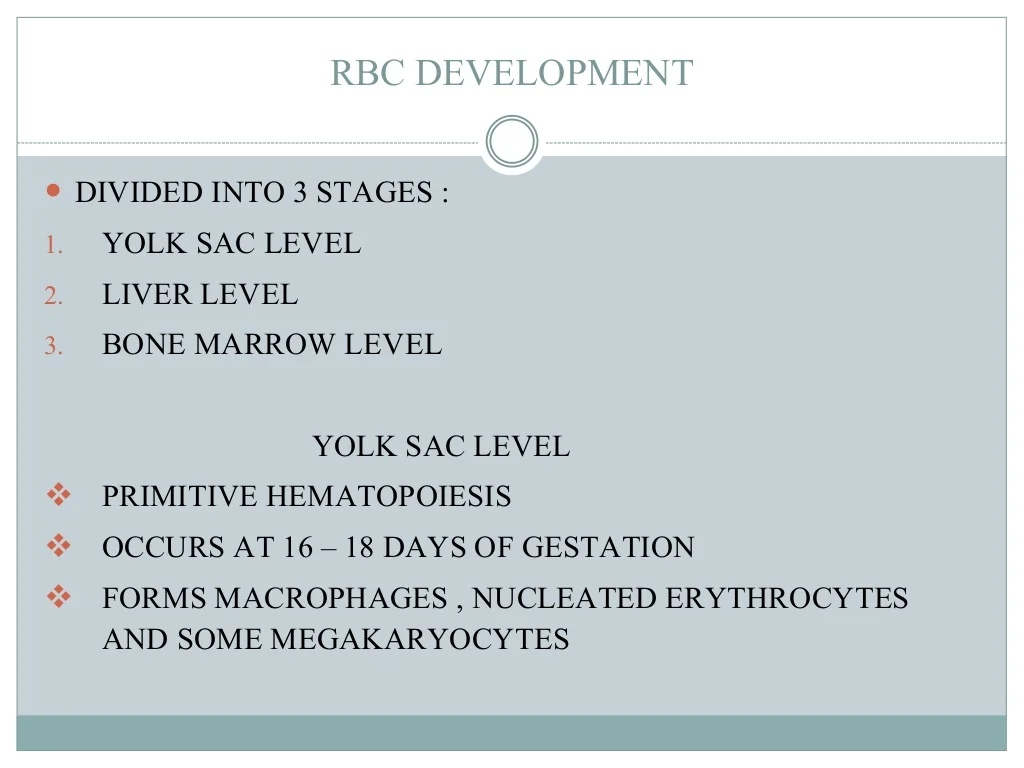 RBC DEVELOPMENT
• DIVIDED INTO 3 STAGES :
1. YOLK SAC LEVEL
2. LIVER LEVEL
3. BONE MARROW LEVEL
YOLK SAC LEVEL
❖ PRIMITIVE HEMATOPOIESIS
❖ OCCURS AT 16 – 18 DAYS OF GESTATION
❖ FORMS MACROPHAGES , NUCLEATED ERYTHROCYTES
AND SOME MEGAKARYOCYTES